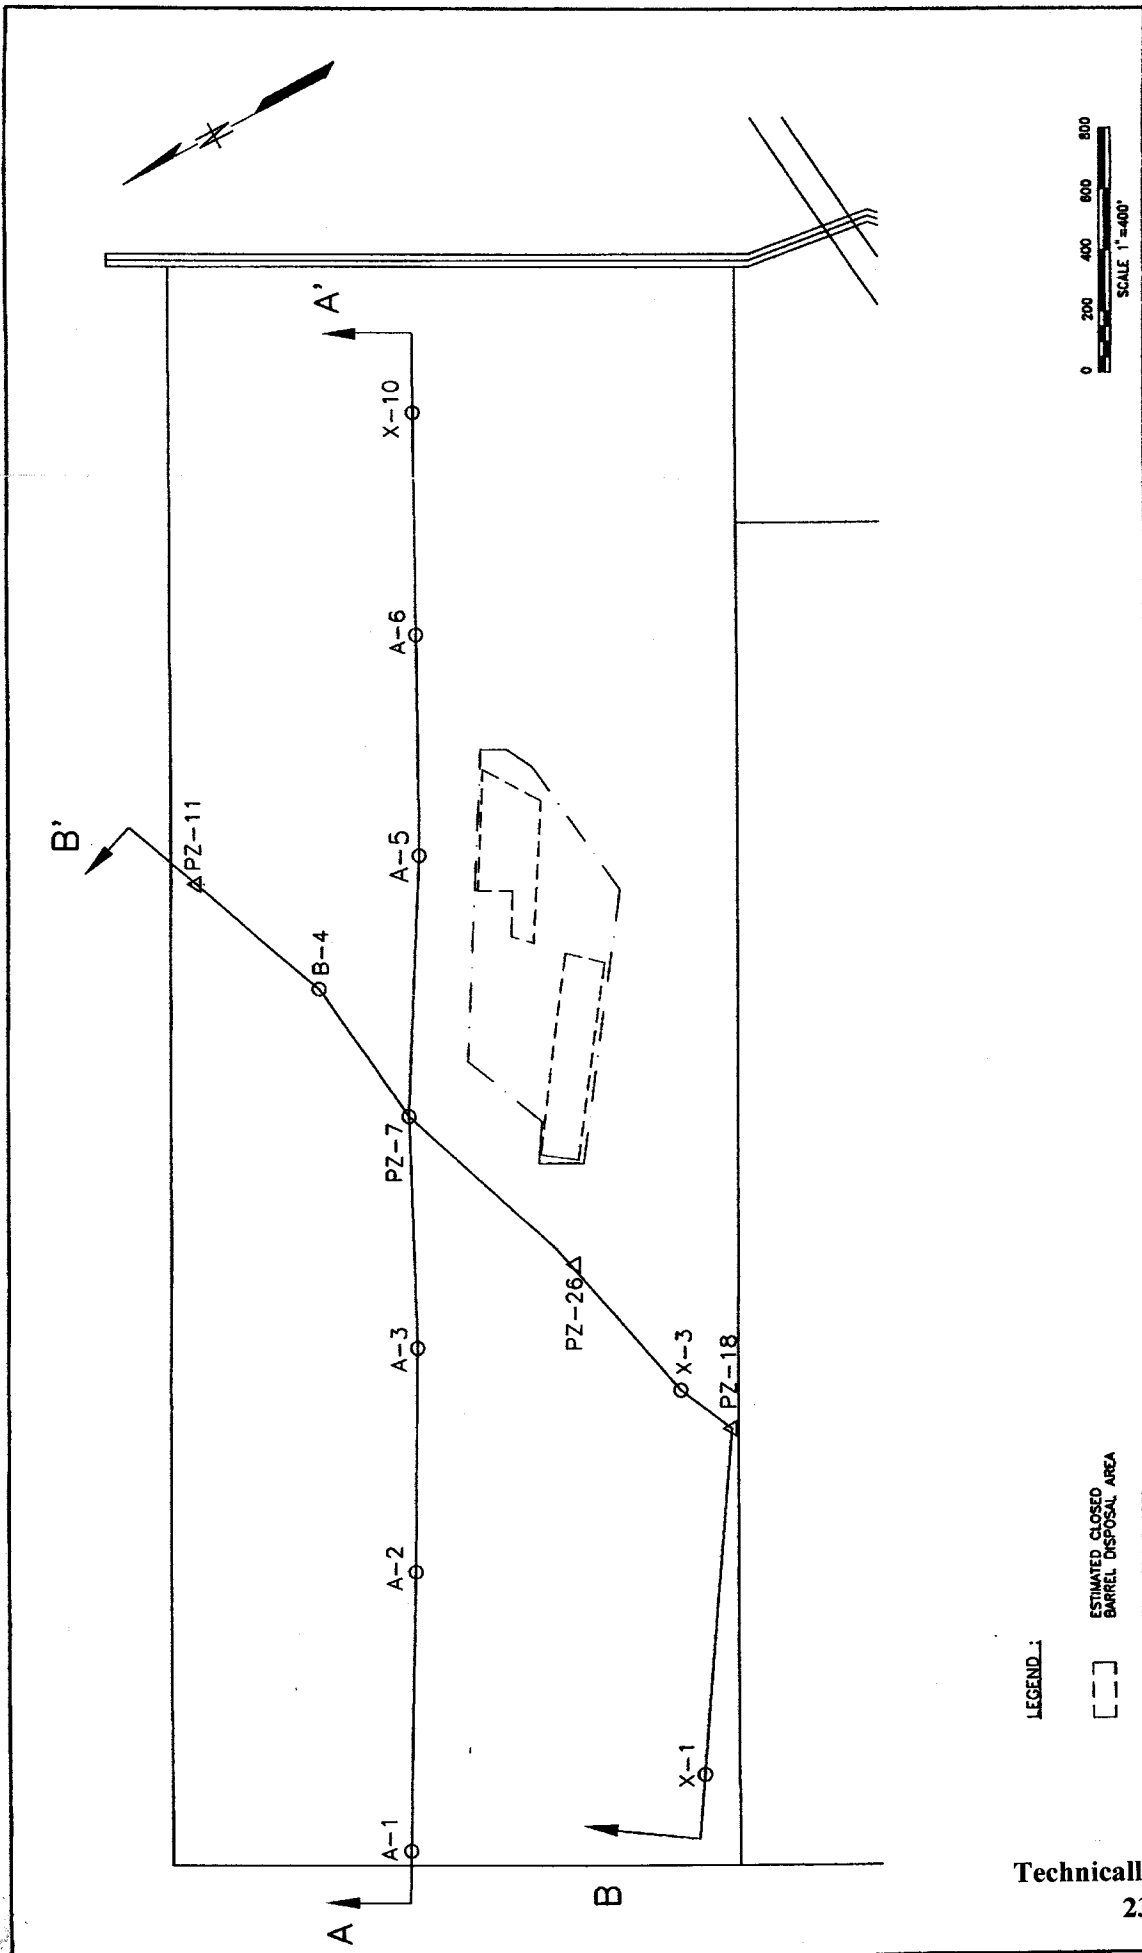 B'
PZ-11
B-4
A'
X-10
A-6
A-5
PZ-7
A-3
A-2
A-1
A
PZ-26
X-3
PZ-18
X-1
B
LEGEND :
ESTIMATED CLOSED
BARREL DISPOSAL AREA
0 200 400 600 800
SCALE 1"=400'
Technicall
23